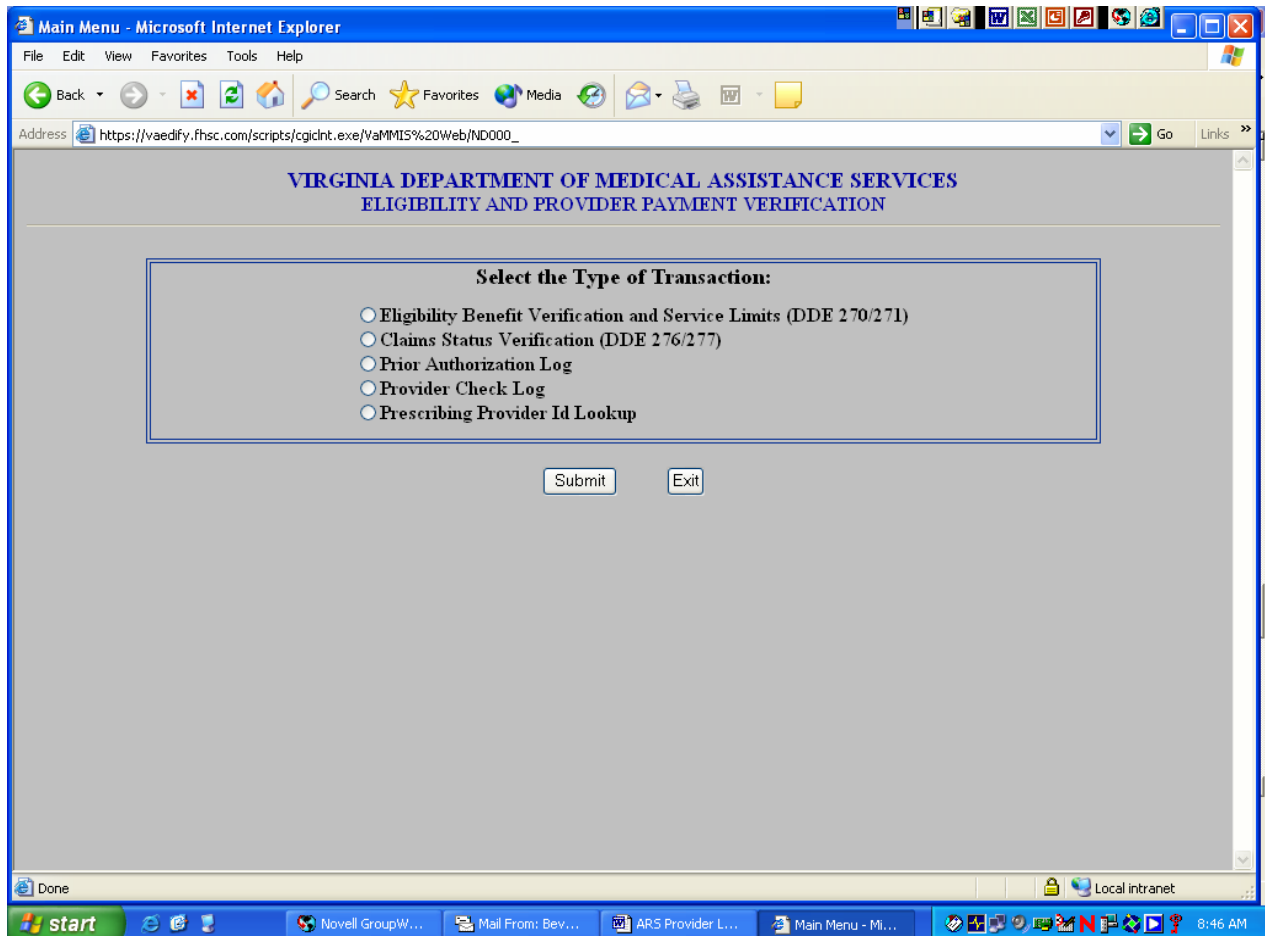 Main Menu - Microsoft Internet Explorer
File Edit View Favorites Tools Help
Back Search Favorites Media
Address https://vaedify.fhsc.com/scripts/cgiclnt.exe/VaMMIS%20Web/ND000_ Go Links »
VIRGINIA DEPARTMENT OF MEDICAL ASSISTANCE SERVICES
ELIGIBILITY AND PROVIDER PAYMENT VERIFICATION
Select the Type of Transaction:
Eligibility Benefit Verification and Service Limits (DDE 270/271)
Claims Status Verification (DDE 276/277)
Prior Authorization Log
Provider Check Log
Prescribing Provider Id Lookup
Submit Exit
Done Local intranet
start Novell GroupW... Mail From: Bev... ARS Provider L... Main Menu - Mi... 8:46 AM